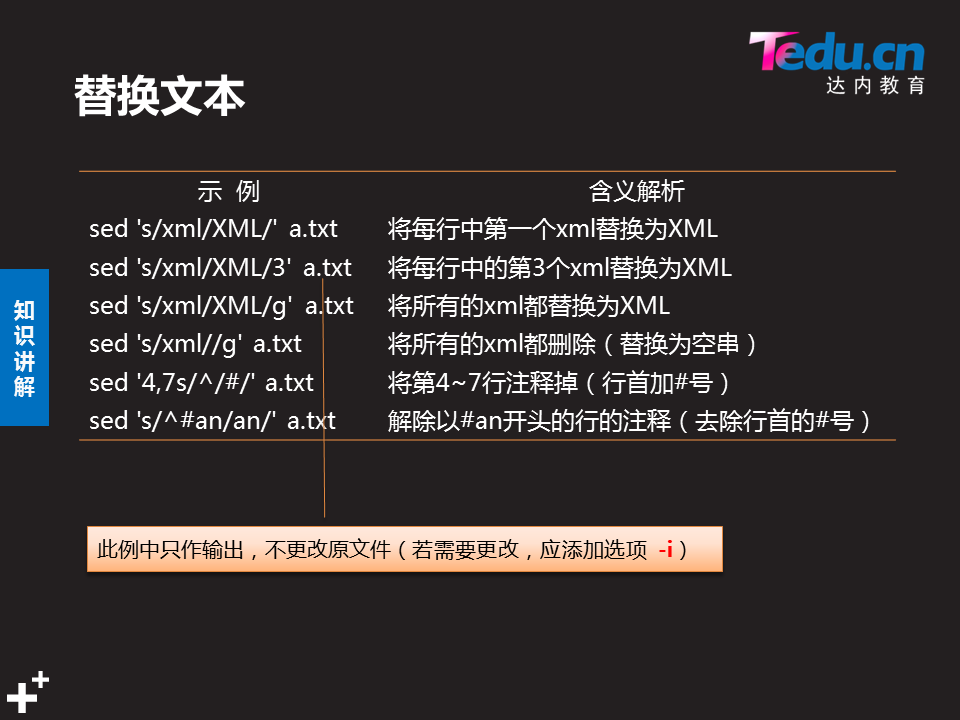 Tedu.cn
达内教育
替换文本
示 例 含义解析
sed 's/xml/XML/' a.txt 将每行中第一个xml替换为XML
sed 's/xml/XML/3' a.txt 将每行中的第3个xml替换为XML
sed 's/xml/XML/g' a.txt 将所有的xml都替换为XML
sed 's/xml//g' a.txt 将所有的xml都删除（替换为空串）
sed '4,7s/^/#/' a.txt 将第4~7行注释掉（行首加#号）
sed 's/^#an/an/' a.txt 解除以#an开头的行的注释（去除行首的#号）
知
识
讲
解
此例中只作输出，不更改原文件（若需要更改，应添加选项 -i）